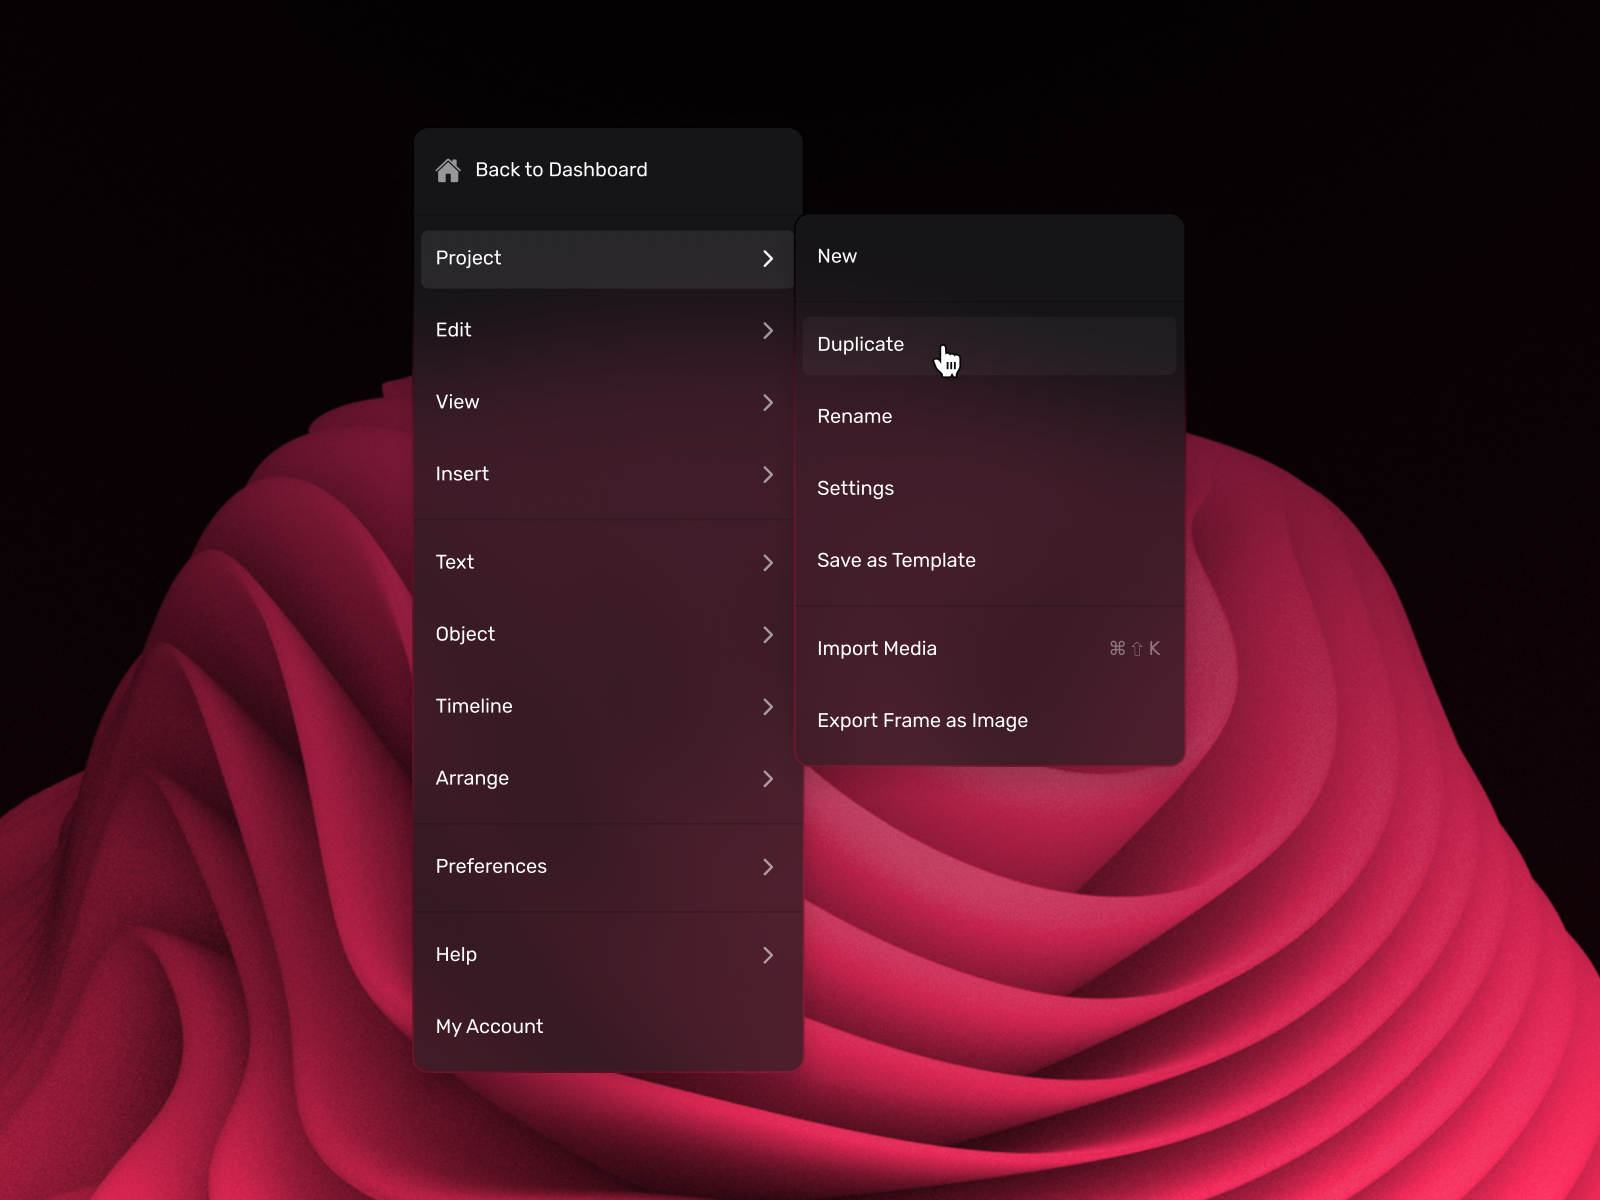 Back to Dashboard
Project
Edit
View
Insert
Text
Object
Timeline
Arrange
Preferences
Help
My Account
New
Duplicate
Rename
Settings
Save as Template
Import Media ⌘⇧K
Export Frame as Image